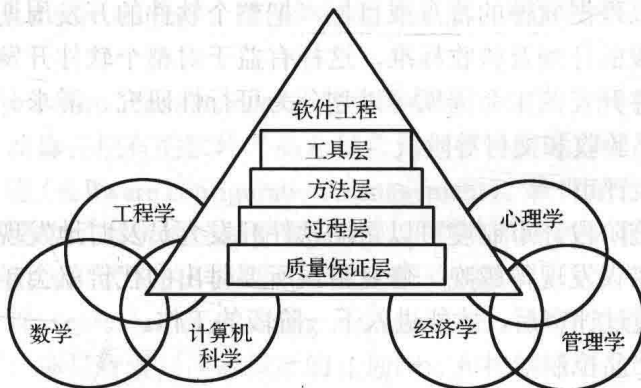 软件工程
工具层
方法层
过程层
质量保证层
工程学
心理学
数学
计算机
科学
经济学
管理学